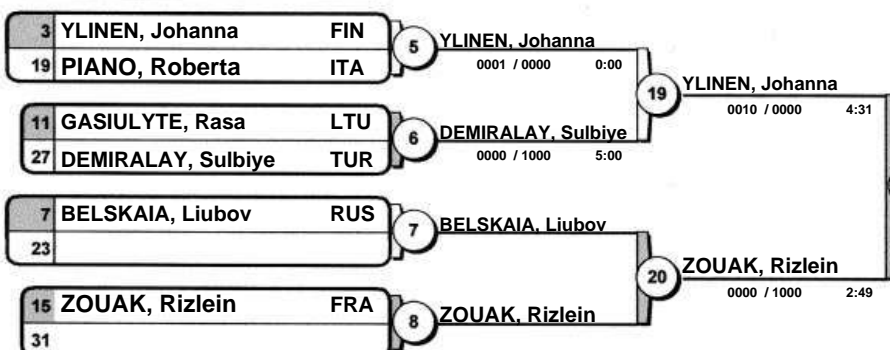 3 YLINEN, Johanna FIN
19 PIANO, Roberta ITA
5 YLINEN, Johanna
0001 / 0000 0:00
11 GASIULYTE, Rasa LTU
27 DEMIRALAY, Sulbiye TUR
6 DEMIRALAY, Sulbiye
0000 / 1000 5:00
19 YLINEN, Johanna
0010 / 0000 4:31
7 BELSKAIA, Liubov RUS
23
7 BELSKAIA, Liubov
15 ZOUAK, Rizlein FRA
31
8 ZOUAK, Rizlein
20 ZOUAK, Rizlein
0000 / 1000 2:49